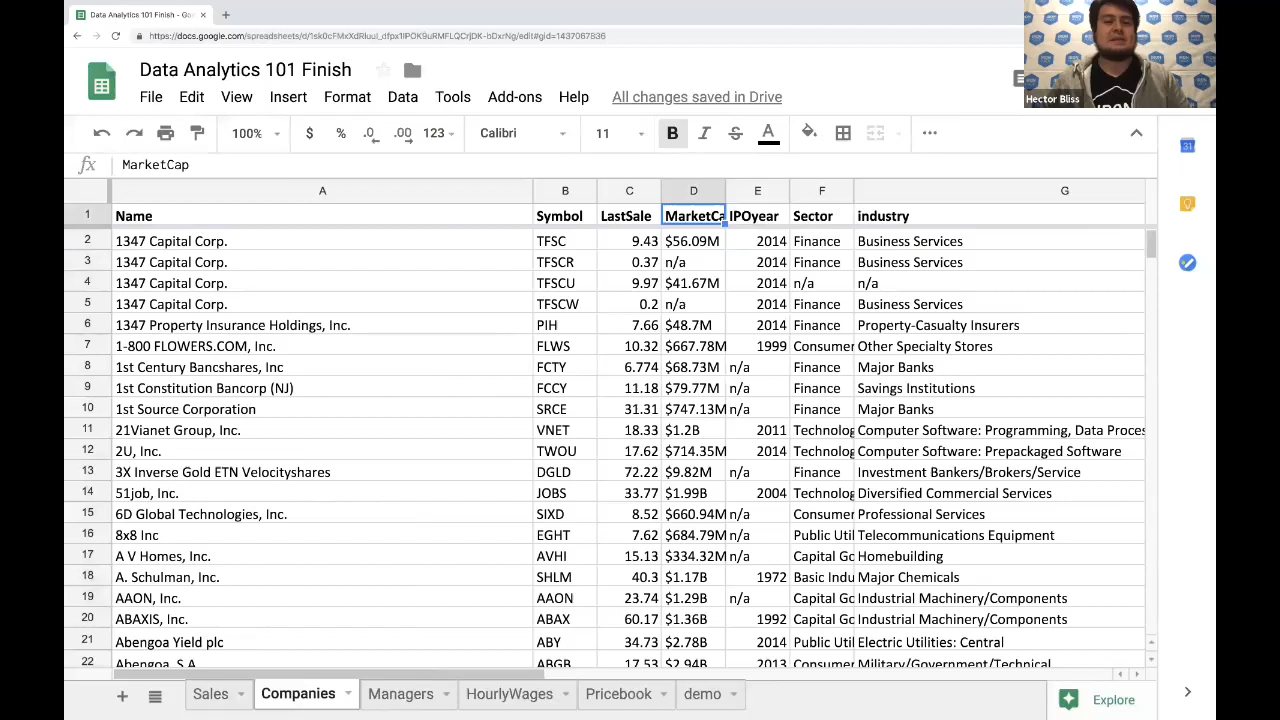 Data Analytics 101 Finish - Go
https://docs.google.com/spreadsheets/d/
Data Analytics 101 Finish
File Edit View Insert Format Data Tools Add-ons Help All changes saved in Drive
100% $ % .0 .00 123 Calibri 11 B I S A
fx MarketCap
A B C D E F G
1 Name Symbol LastSale MarketCa IPOyear Sector industry
2 1347 Capital Corp. TFSC 9.43 $56.09M 2014 Finance Business Services
3 1347 Capital Corp. TFSCR 0.37 n/a 2014 Finance Business Services
4 1347 Capital Corp. TFSCU 9.97 $41.67M 2014 n/a n/a
5 1347 Capital Corp. TFSCW 0.2 n/a 2014 Finance Business Services
6 1347 Property Insurance Holdings, Inc. PIH 7.66 $48.7M 2014 Finance Property-Casualty Insurers
7 1-800 FLOWERS.COM, Inc. FLWS 10.32 $667.78M 1999 Consumer Other Specialty Stores
8 1st Century Bancshares, Inc FCTY 6.774 $68.73M n/a Finance Major Banks
9 1st Constitution Bancorp (NJ) FCCY 11.18 $79.77M n/a Finance Savings Institutions
10 1st Source Corporation SRCE 31.31 $747.13M n/a Finance Major Banks
11 21Vianet Group, Inc. VNET 18.33 $1.2B 2011 Technolog Computer Software: Programming, Data Proces
12 2U, Inc. TWOU 17.62 $714.35M 2014 Technolog Computer Software: Prepackaged Software
13 3X Inverse Gold ETN Velocityshares DGLD 72.22 $9.82M n/a Finance Investment Bankers/Brokers/Service
14 51job, Inc. JOBS 33.77 $1.99B 2004 Technolog Diversified Commercial Services
15 6D Global Technologies, Inc. SIXD 8.52 $660.94M n/a Consumer Professional Services
16 8x8 Inc EGHT 7.62 $684.79M n/a Public Util Telecommunications Equipment
17 A V Homes, Inc. AVHI 15.13 $334.32M n/a Capital Go Homebuilding
18 A. Schulman, Inc. SHLM 40.3 $1.17B 1972 Basic Indu Major Chemicals
19 AAON, Inc. AAON 23.74 $1.29B n/a Capital Go Industrial Machinery/Components
20 ABAXIS, Inc. ABAX 60.17 $1.36B 1992 Capital Go Industrial Machinery/Components
21 Abengoa Yield plc ABY 34.73 $2.78B 2014 Public Util Electric Utilities: Central
22 Abengoa, S.A. ABGB 17.53 $2.94B 2013 Consumer Military/Government/Technical
Sales Companies Managers HourlyWages Pricebook demo Explore
Hector Bliss
31